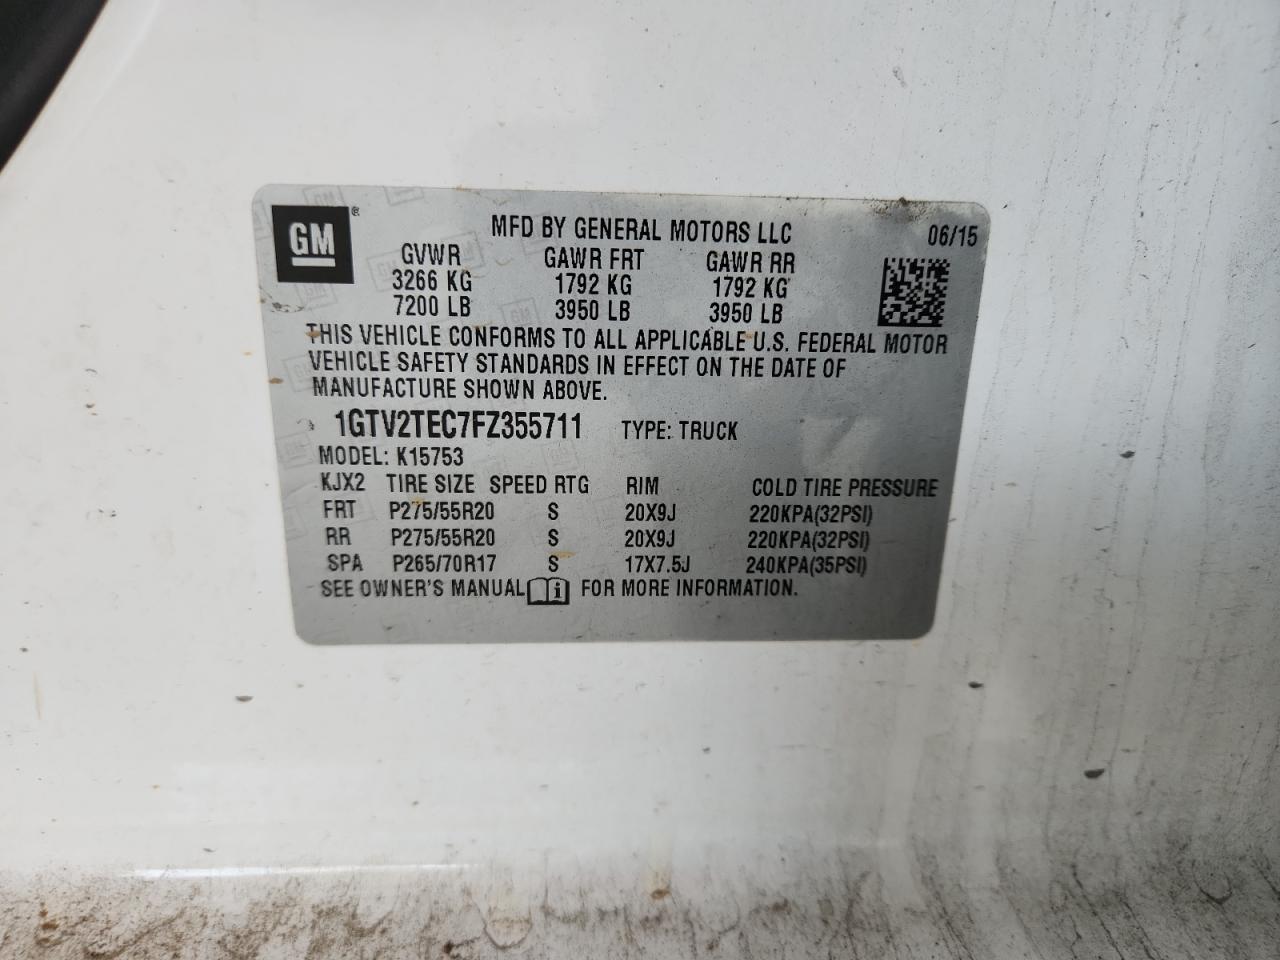 GM ®
MFD BY GENERAL MOTORS LLC 06/15
GVWR GAWR FRT GAWR RR
3266 KG 1792 KG 1792 KG
7200 LB 3950 LB 3950 LB
THIS VEHICLE CONFORMS TO ALL APPLICABLE U.S. FEDERAL MOTOR
VEHICLE SAFETY STANDARDS IN EFFECT ON THE DATE OF
MANUFACTURE SHOWN ABOVE.
1GTV2TEC7FZ355711 TYPE: TRUCK
MODEL: K15753
KJX2 TIRE SIZE SPEED RTG RIM COLD TIRE PRESSURE
FRT P275/55R20 S 20X9J 220KPA(32PSI)
RR P275/55R20 S 20X9J 220KPA(32PSI)
SPA P265/70R17 S 17X7.5J 240KPA(35PSI)
SEE OWNER'S MANUAL i FOR MORE INFORMATION.